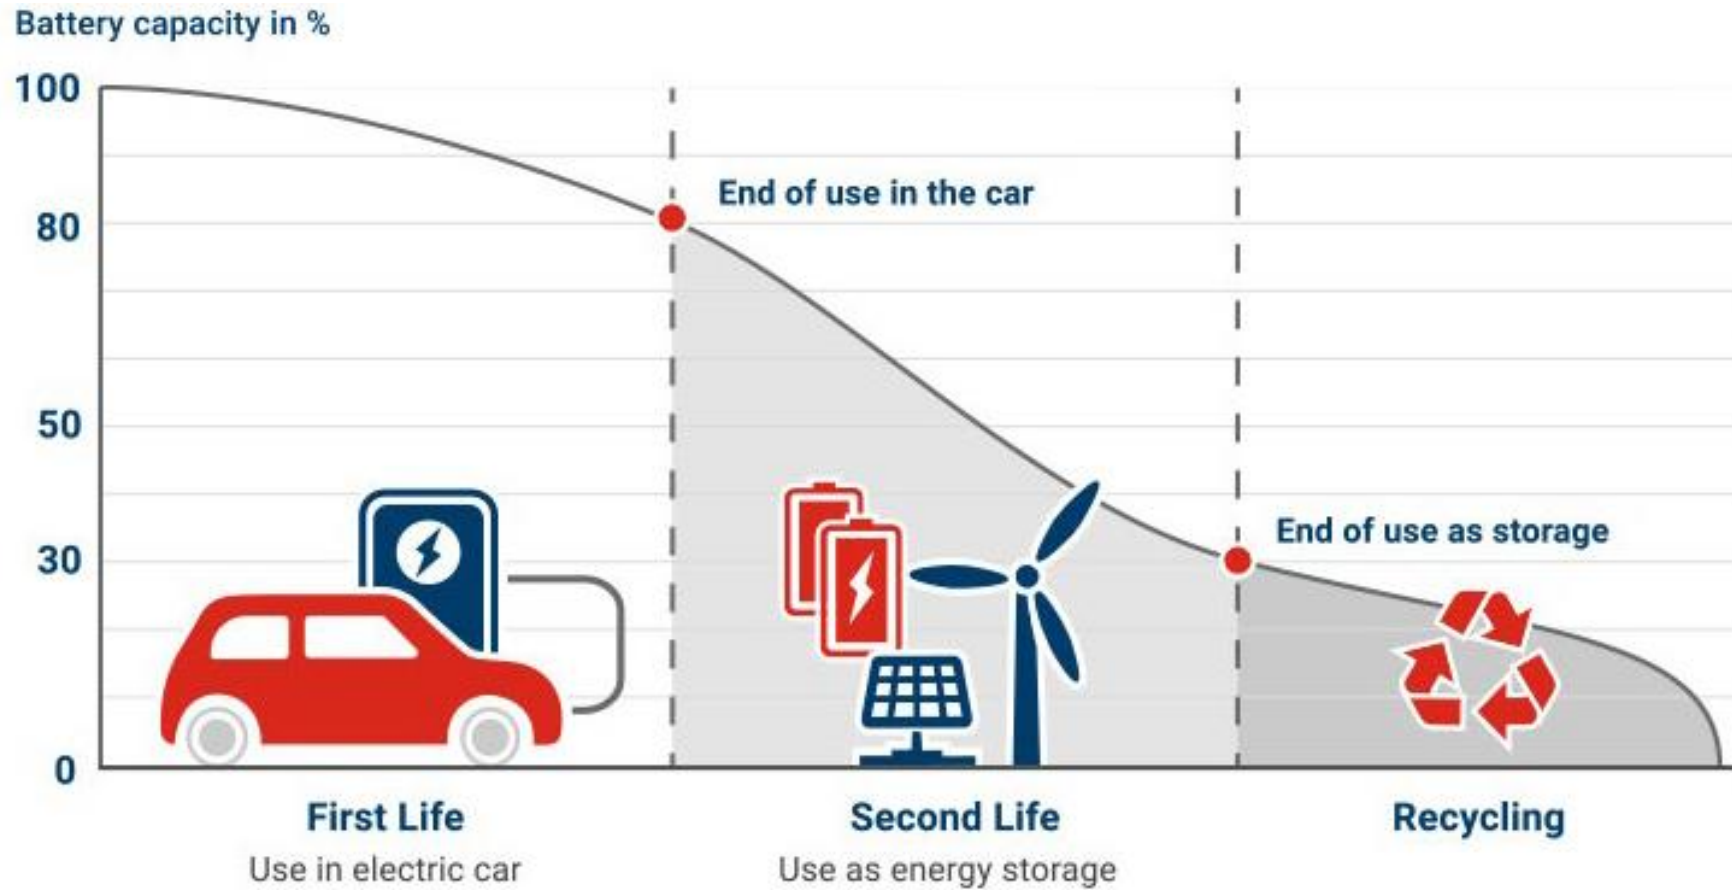 Battery capacity in %
100
80
50
30
0
End of use in the car
End of use as storage
First Life
Use in electric car
Second Life
Use as energy storage
Recycling